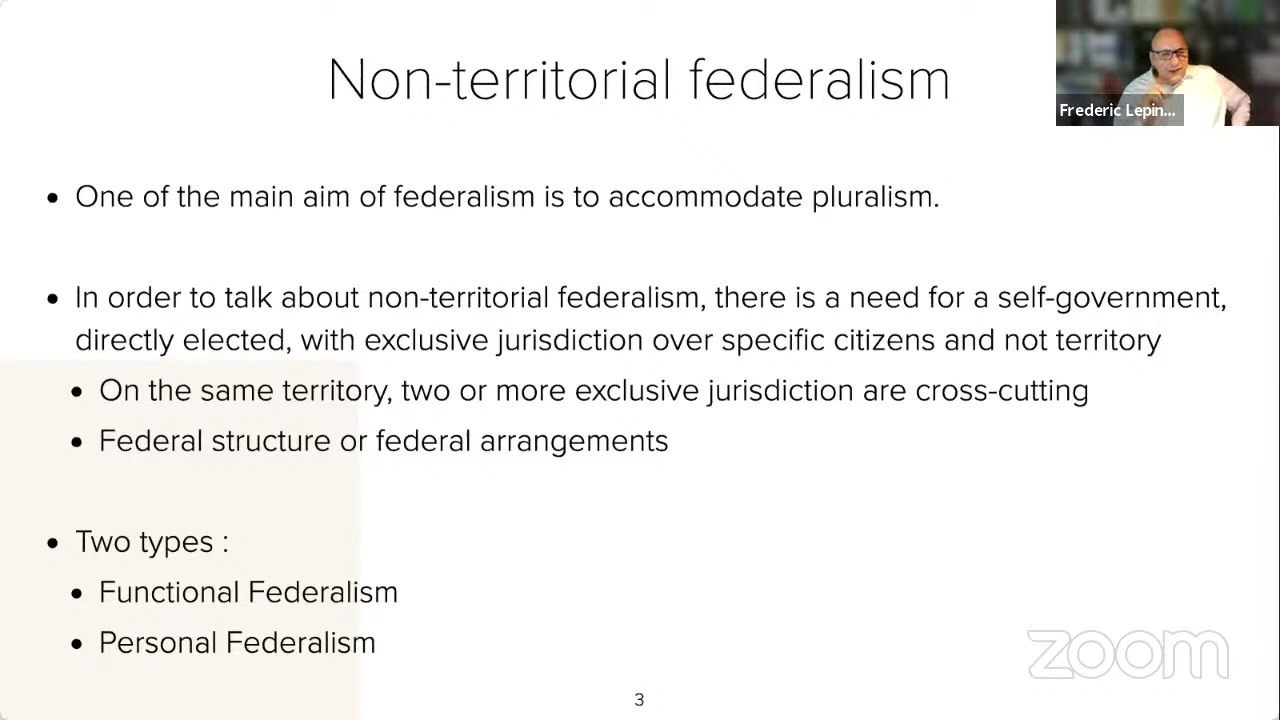 Non-territorial federalism
Frederic Lepin...
• One of the main aim of federalism is to accommodate pluralism.
• In order to talk about non-territorial federalism, there is a need for a self-government,
directly elected, with exclusive jurisdiction over specific citizens and not territory
• On the same territory, two or more exclusive jurisdiction are cross-cutting
• Federal structure or federal arrangements
• Two types :
• Functional Federalism
• Personal Federalism
zoom
3